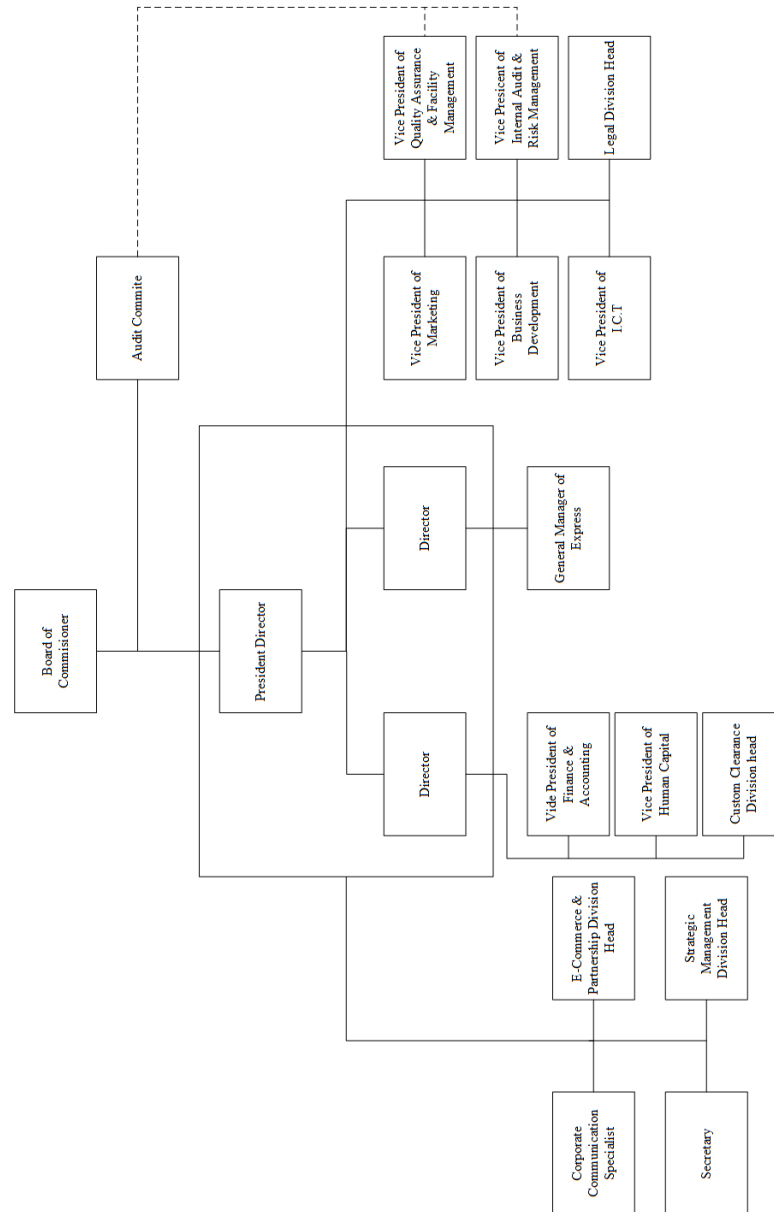 Board of
Commisioner
Audit Commite
President Director
Director
Director
Vice President of
Quality Assurance
& Facility
Management
Vice Presicent of
Internal Audit &
Risk Management
Legal Division Head
Vice President of
Marketing
Vice President of
Business
Development
Vice President of
I.C.T
General Manager of
Express
Vide President of
Finance &
Accounting
Vice President of
Human Capital
Custom Clearance
Division head
E-Commerce &
Partnership Division
Head
Strategic
Management
Division Head
Corporate
Communication
Specialist
Secretary